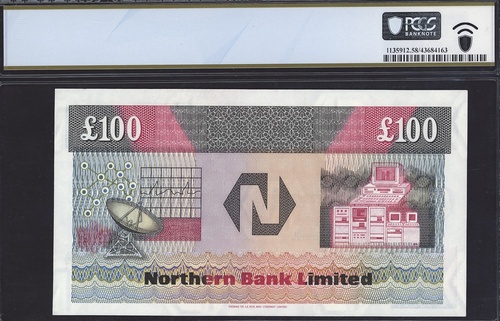 PCGS
BANKNOTE
1135912.58/43684163
£100 £100
N
Northern Bank Limited